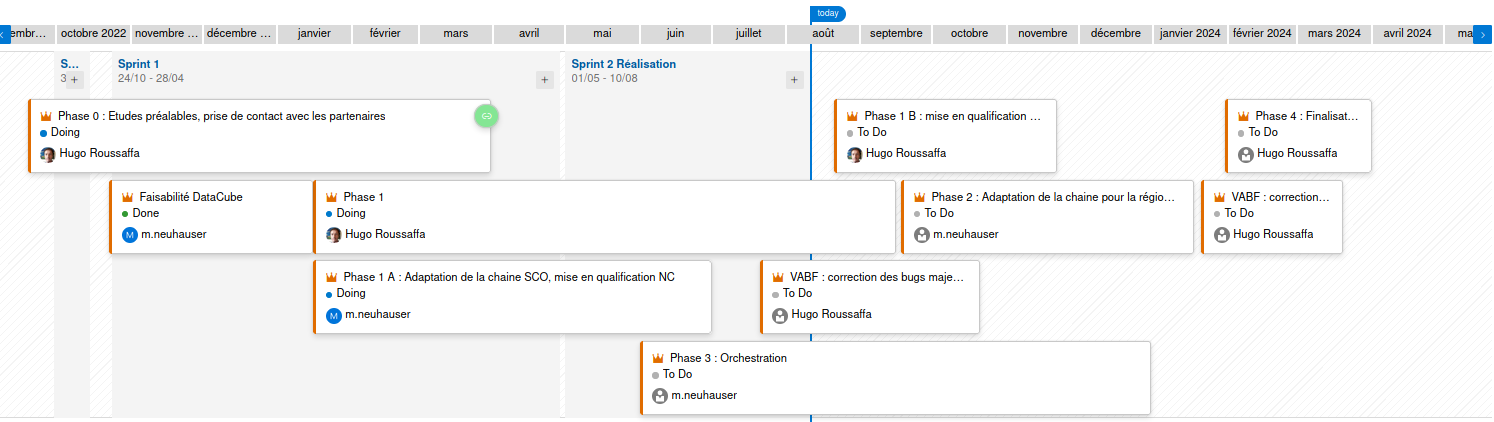 today
embr...
octobre 2022
novembre ...
décembre ...
janvier
février
mars
avril
mai
juin
juillet
août
septembre
octobre
novembre
décembre
janvier 2024
février 2024
mars 2024
avril 2024
ma
S...
3
+
Sprint 1
24/10 - 28/04
+
Sprint 2 Réalisation
01/05 - 10/08
+
Phase 0 : Etudes préalables, prise de contact avec les partenaires
Doing
Hugo Roussaffa
Phase 1 B : mise en qualification ...
To Do
Hugo Roussaffa
Phase 4 : Finalisat...
To Do
Hugo Roussaffa
Faisabilité DataCube
Done
M m.neuhauser
Phase 1
Doing
Hugo Roussaffa
Phase 2 : Adaptation de la chaine pour la régio...
To Do
m.neuhauser
VABF : correction...
To Do
Hugo Roussaffa
Phase 1 A : Adaptation de la chaine SCO, mise en qualification NC
Doing
M m.neuhauser
VABF : correction des bugs maje...
To Do
Hugo Roussaffa
Phase 3 : Orchestration
To Do
m.neuhauser